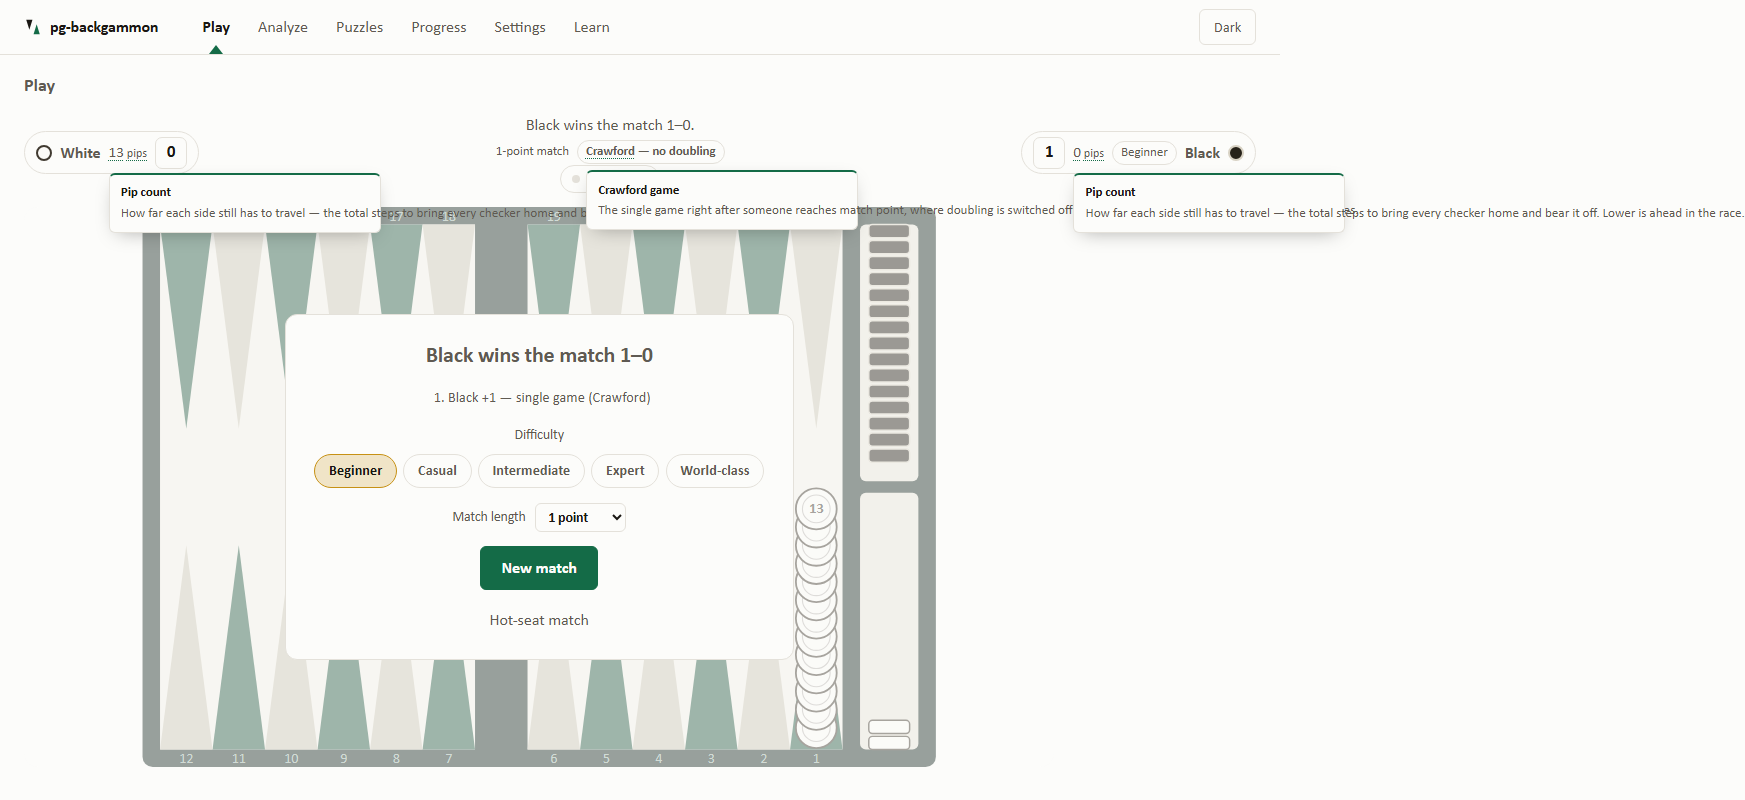 pg-backgammon Play Analyze Puzzles Progress Settings Learn Dark
Play
Black wins the match 1–0.
White 13 pips 0
1-point match Crawford — no doubling
1 0 pips Beginner Black
Pip count
How far each side still has to travel — the total steps to bring every checker home and b
Crawford game
The single game right after someone reaches match point, where doubling is switched off
Pip count
How far each side still has to travel — the total steps to bring every checker home and bear it off. Lower is ahead in the race.
Black wins the match 1–0
1. Black +1 — single game (Crawford)
Difficulty
Beginner Casual Intermediate Expert World-class
Match length 1 point
13
New match
Hot-seat match
12 11 10 9 8 7 6 5 4 3 2 1